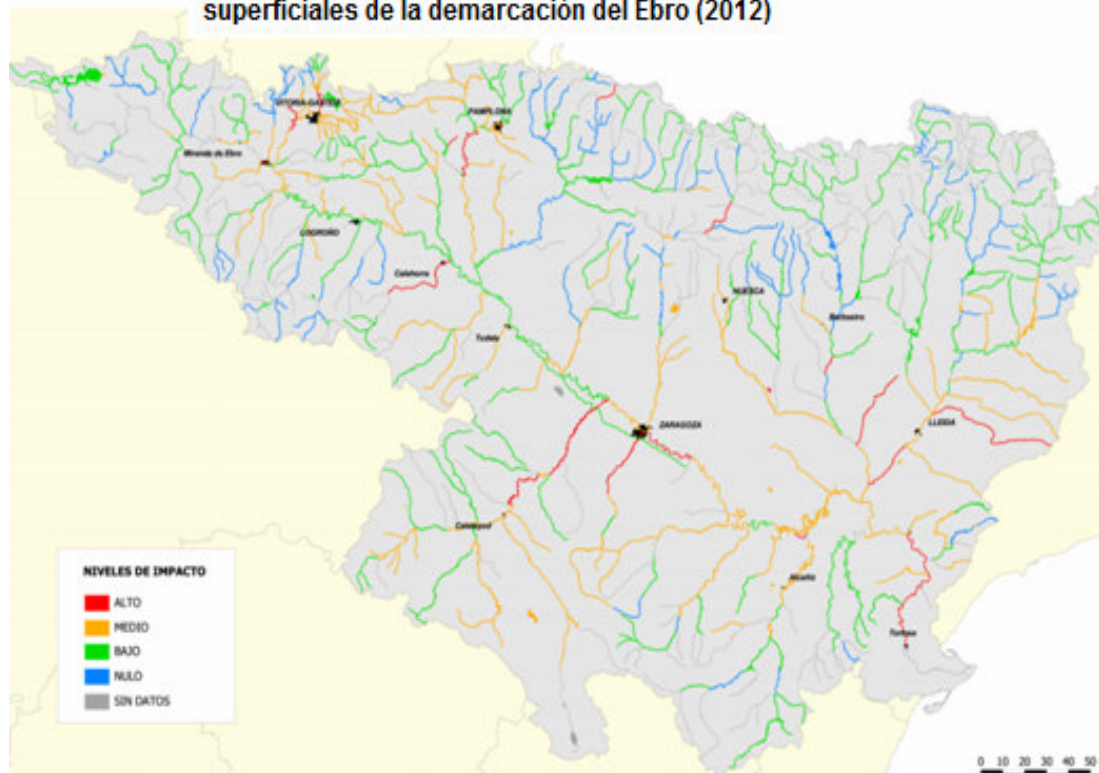 superficiales de la demarcación del Ebro (2012)
VITORIA-GASTEIZ
PAMPLONA
Miranda de Ebro
LOGROÑO
Calahorra
HUESCA
Barbastro
Tudela
ZARAGOZA
LLEIDA
Calatayud
Alcañiz
Tortosa
NIVELES DE IMPACTO
ALTO
MEDIO
BAJO
NULO
SIN DATOS
0 10 20 30 40 50